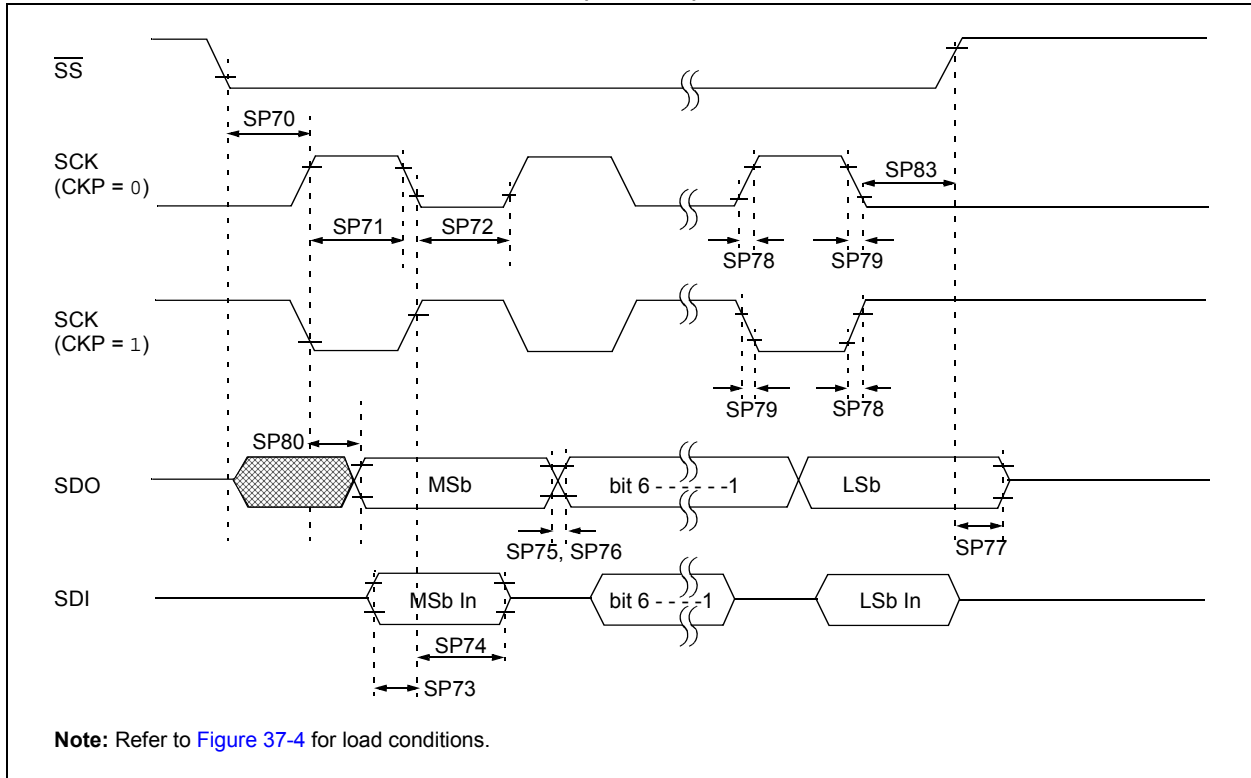 SS
SP70
SCK
(CKP = 0)
SP83
SP71
SP72
SP78
SP79
SCK
(CKP = 1)
SP79
SP78
SP80
SDO
MSb
bit 6 - - - - - -1
LSb
SP75, SP76
SP77
SDI
MSb In
bit 6 - - - -1
LSb In
SP74
SP73
Note: Refer to Figure 37-4 for load conditions.